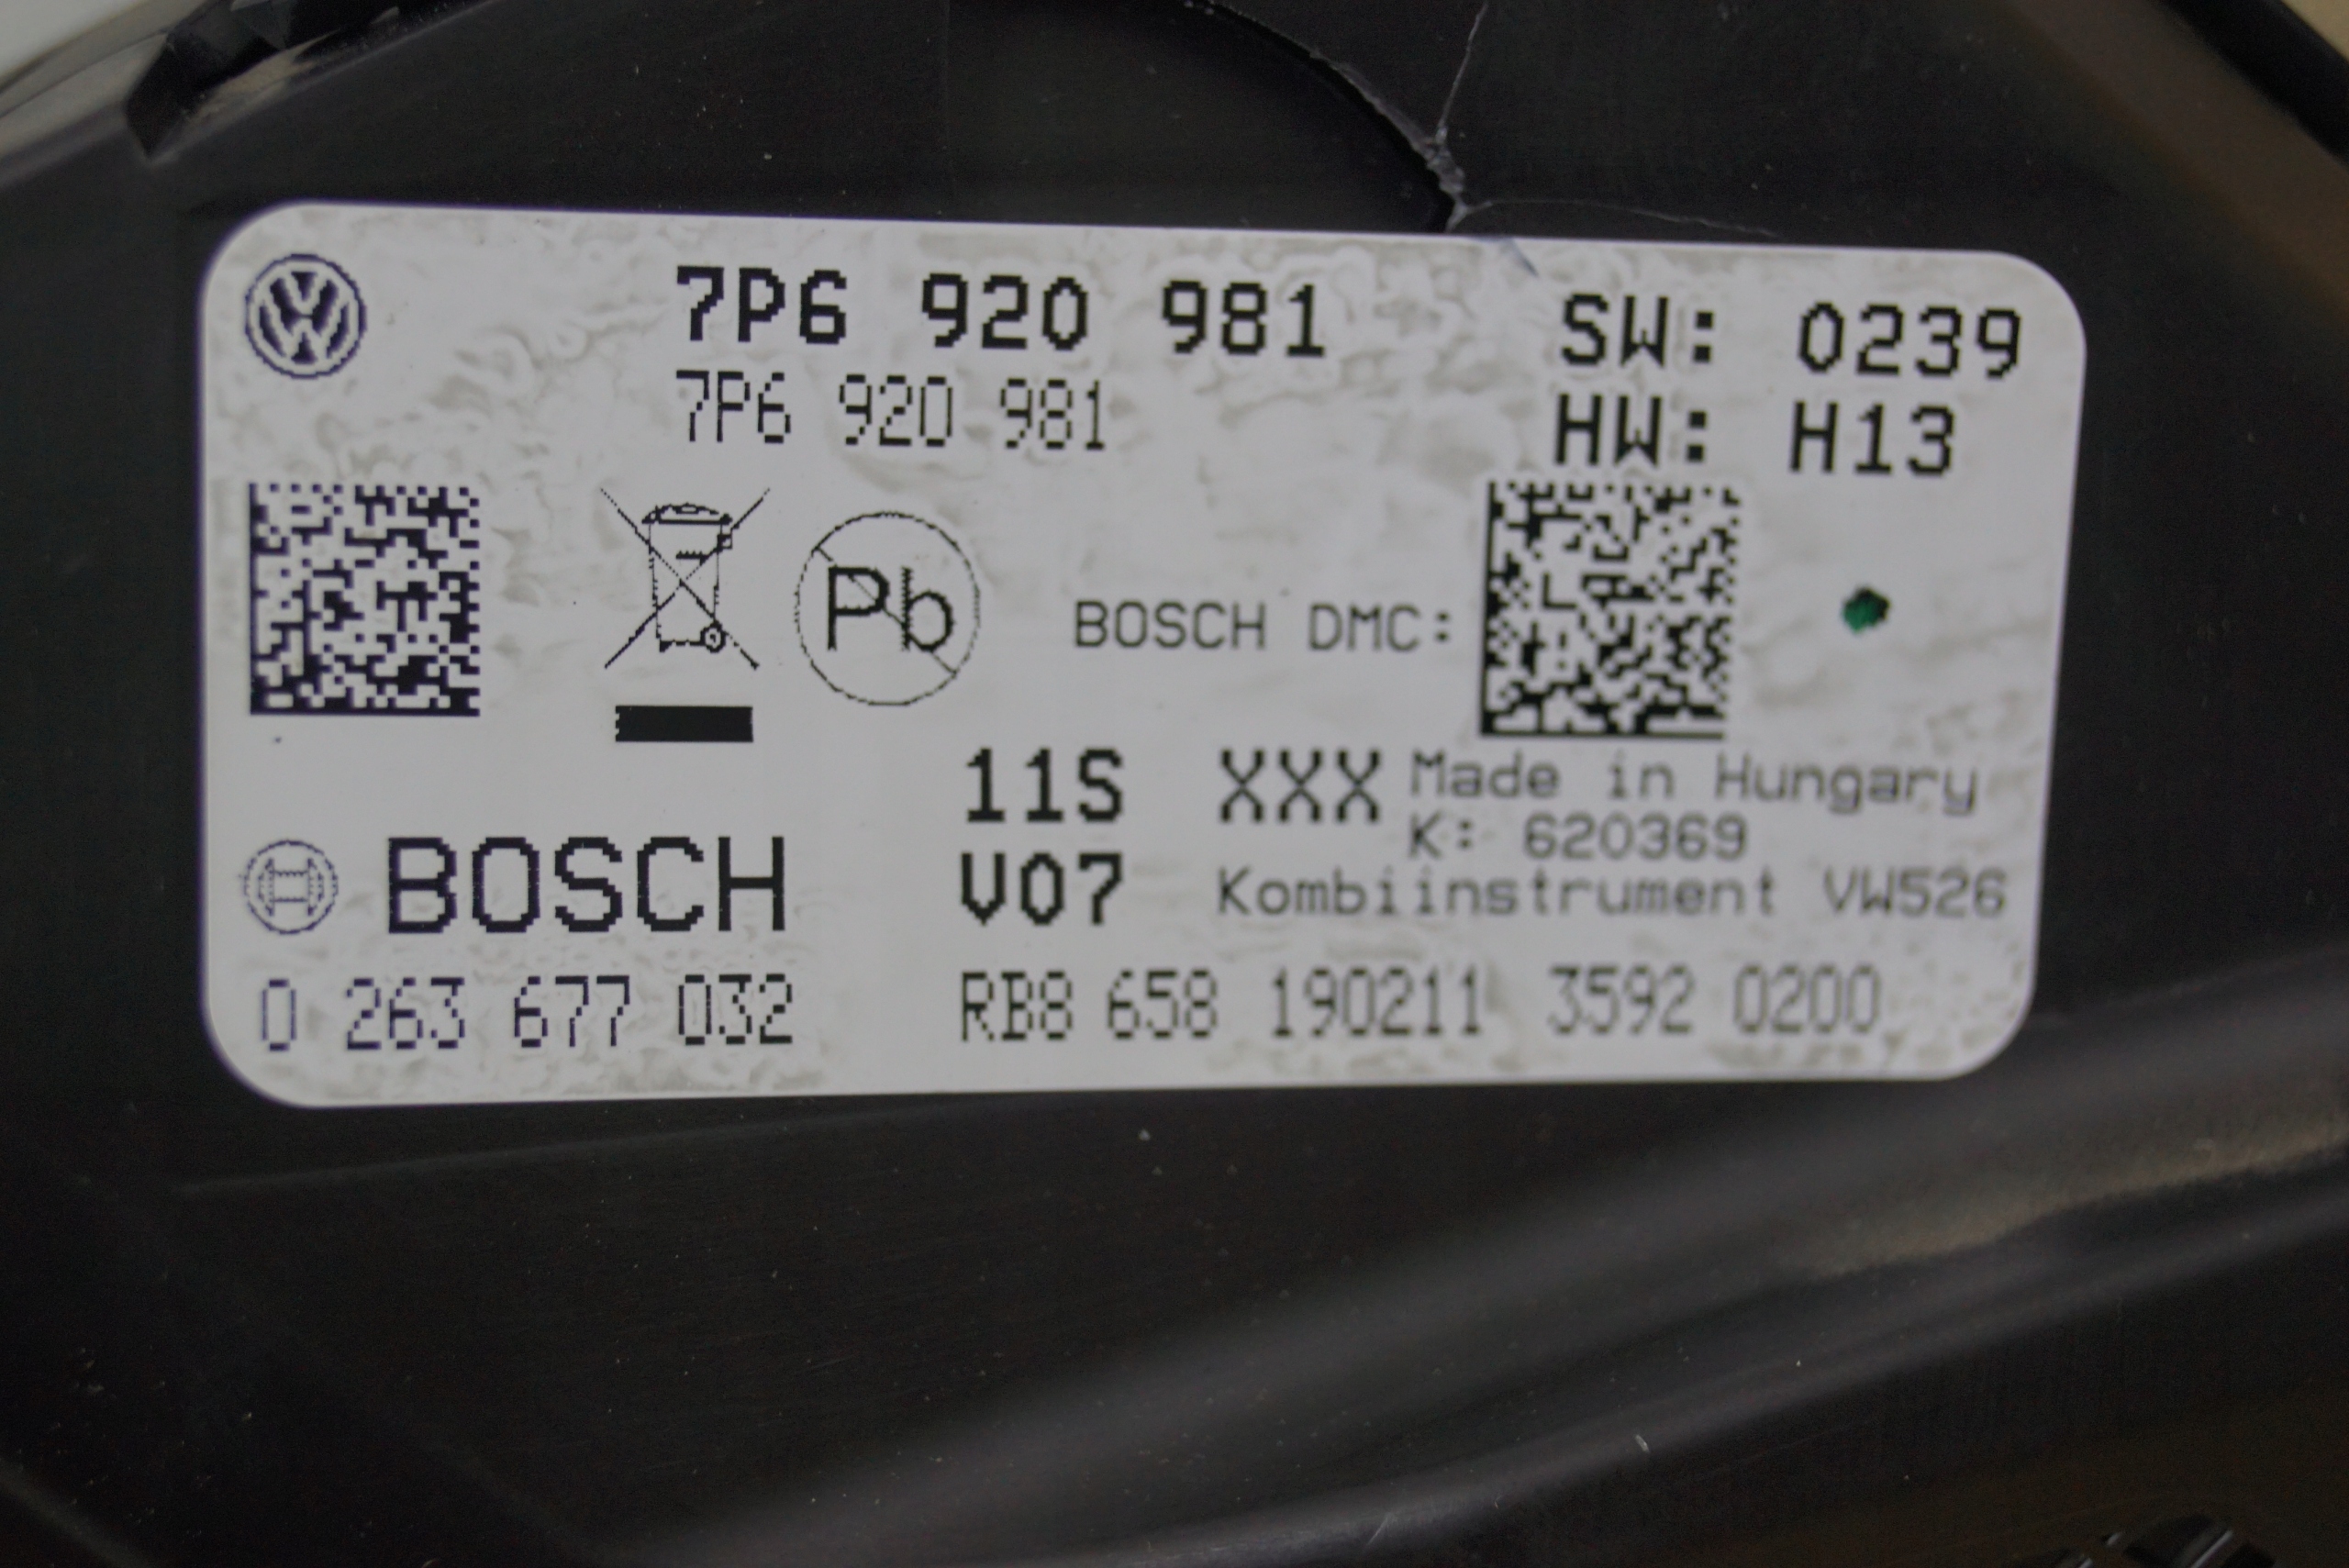 7P6 920 981
SW: 0239
7P6 920 981
HW: H13
Pb
BOSCH DMC:
11S XXX Made in Hungary
K: 620369
BOSCH
V07 Kombiinstrument VW526
0 263 677 032
RB8 658 190211 3592 0200